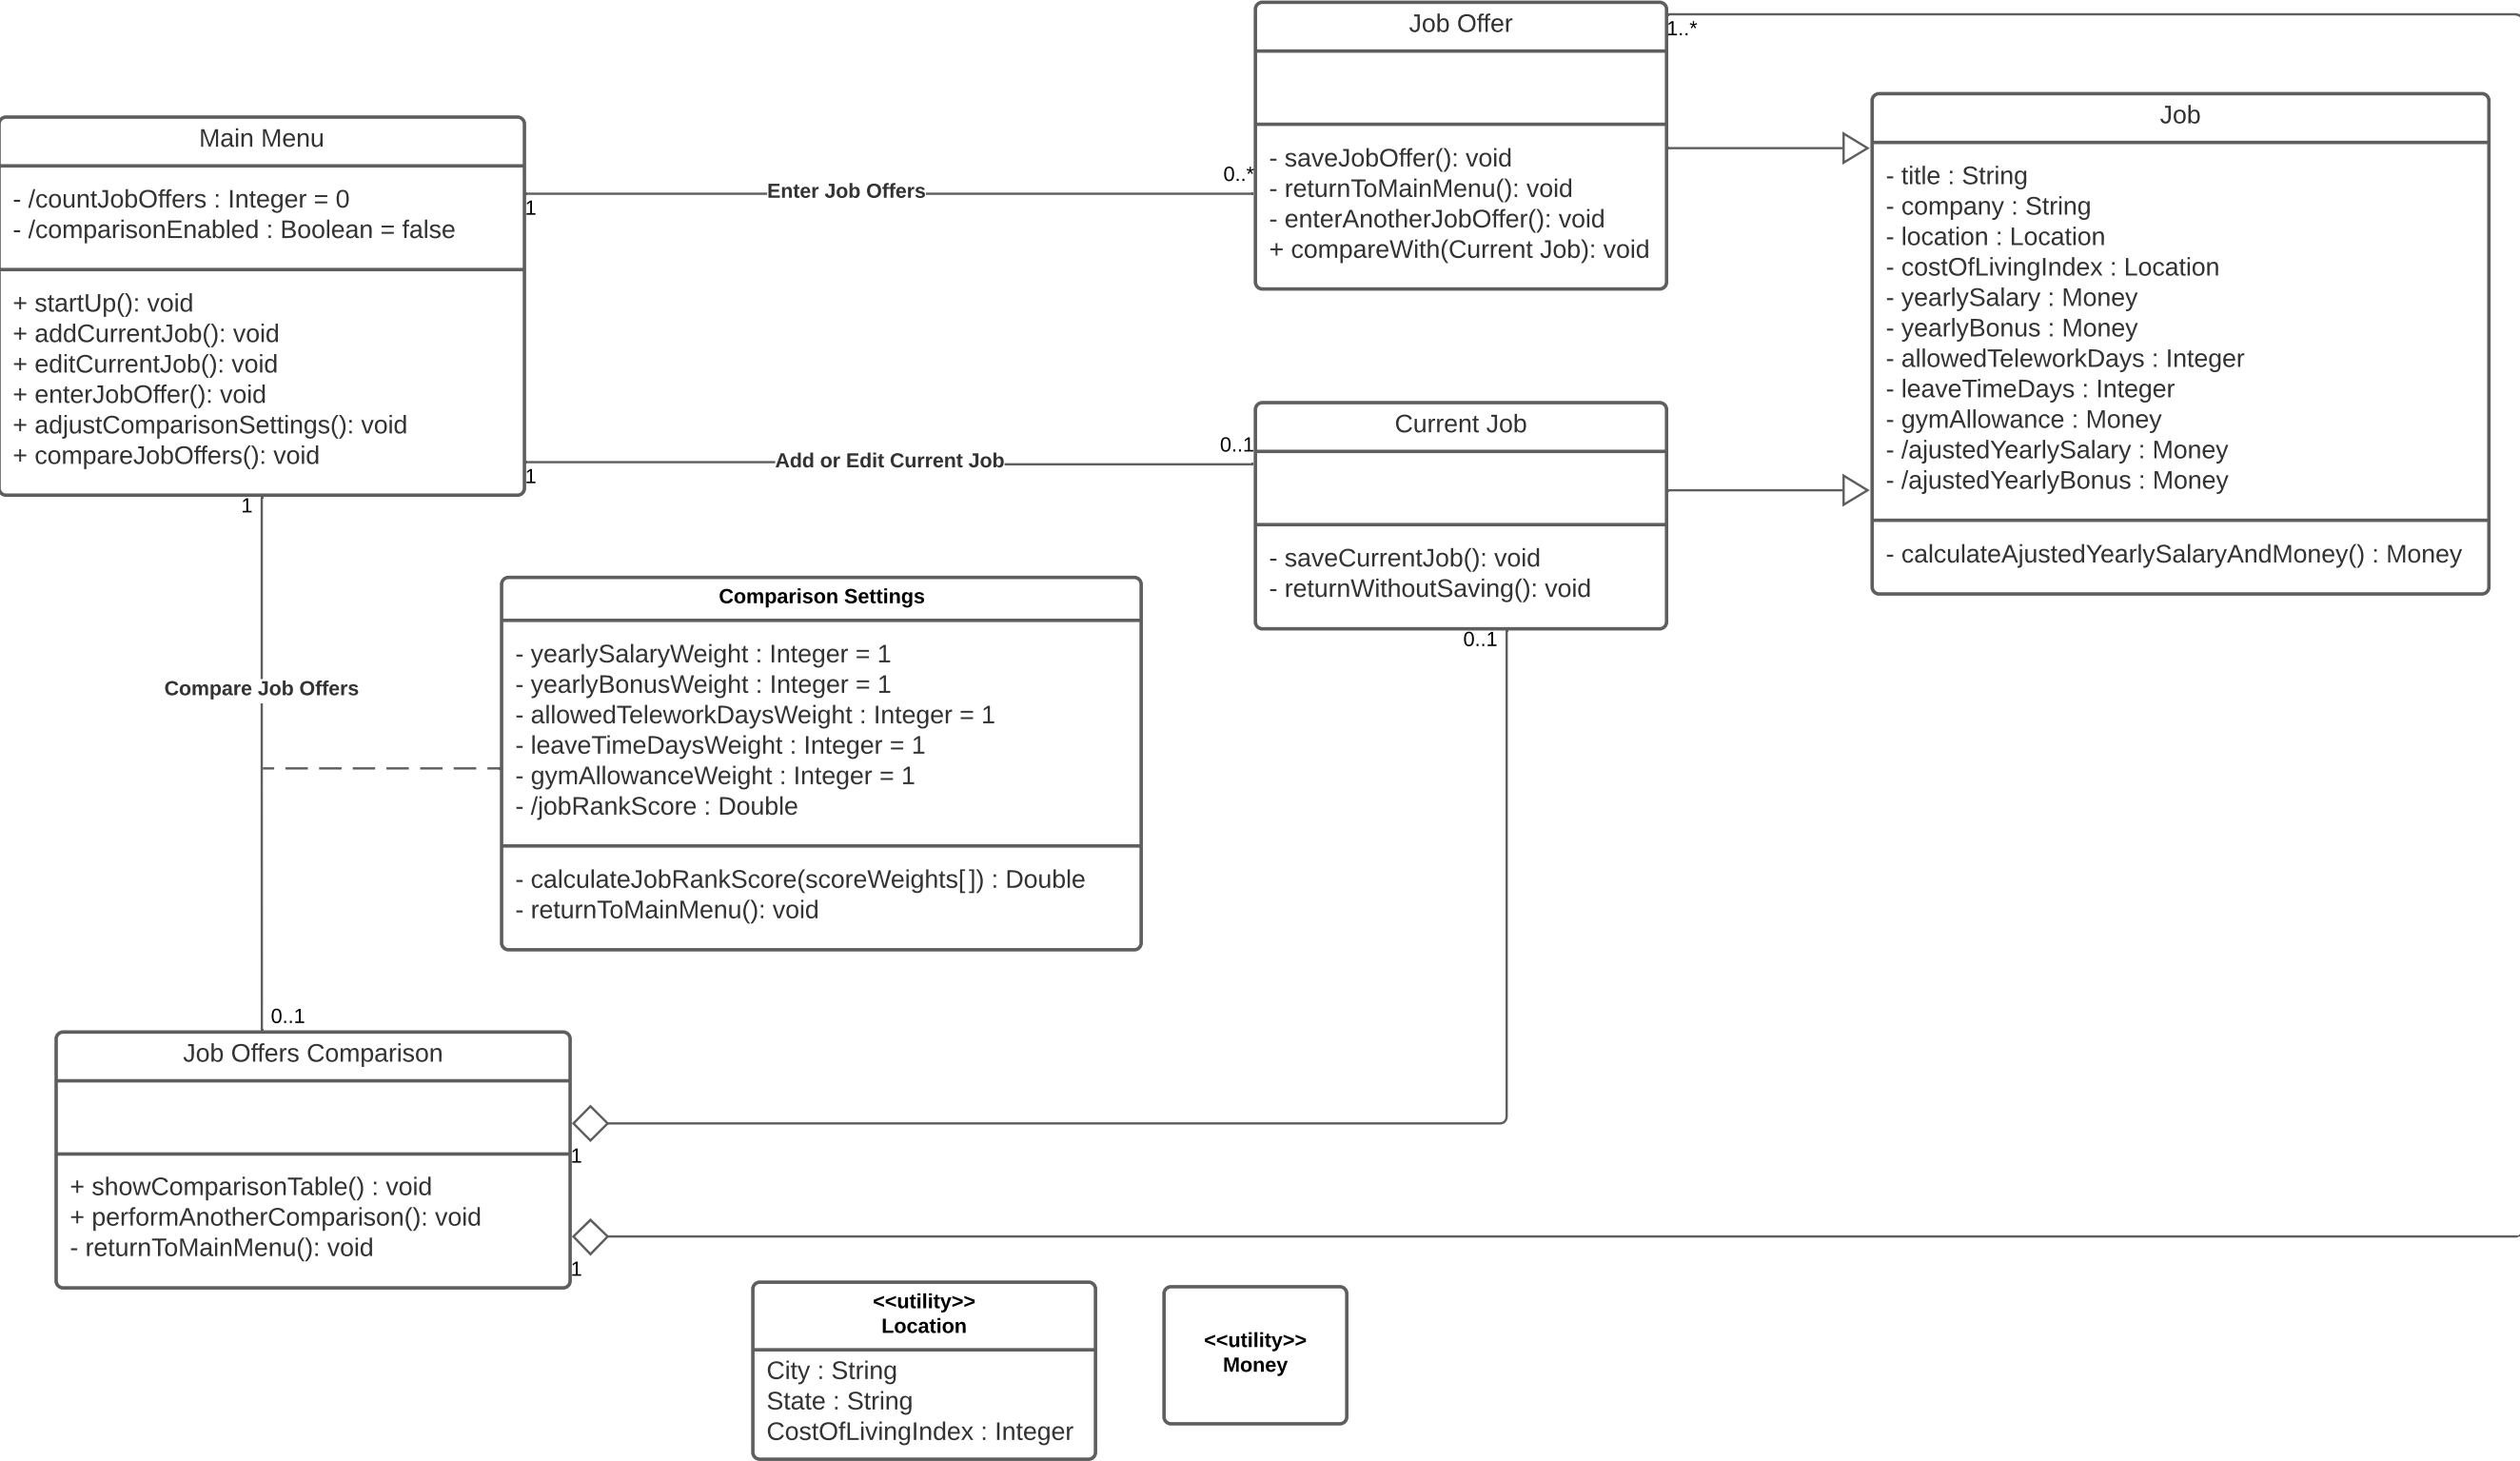 Main Menu
- /countJobOffers : Integer = 0
- /comparisonEnabled : Boolean = false
+ startUp(): void
+ addCurrentJob(): void
+ editCurrentJob(): void
+ enterJobOffer(): void
+ adjustComparisonSettings(): void
+ compareJobOffers(): void
1
Enter Job Offers
0..*
1
Add or Edit Current Job
0..1
Job Offer
- saveJobOffer(): void
- returnToMainMenu(): void
- enterAnotherJobOffer(): void
+ compareWith(Current Job): void
1..*
Job
- title : String
- company : String
- location : Location
- costOfLivingIndex : Location
- yearlySalary : Money
- yearlyBonus : Money
- allowedTeleworkDays : Integer
- leaveTimeDays : Integer
- gymAllowance : Money
- /ajustedYearlySalary : Money
- /ajustedYearlyBonus : Money
- calculateAjustedYearlySalaryAndMoney() : Money
Current Job
- saveCurrentJob(): void
- returnWithoutSaving(): void
0..1
1
Compare Job Offers
0..1
Comparison Settings
- yearlySalaryWeight : Integer = 1
- yearlyBonusWeight : Integer = 1
- allowedTeleworkDaysWeight : Integer = 1
- leaveTimeDaysWeight : Integer = 1
- gymAllowanceWeight : Integer = 1
- /jobRankScore : Double
- calculateJobRankScore(scoreWeights[]) : Double
- returnToMainMenu(): void
Job Offers Comparison
+ showComparisonTable() : void
+ performAnotherComparison(): void
- returnToMainMenu(): void
1
1
<<utility>>
Location
City : String
State : String
CostOfLivingIndex : Integer
<<utility>>
Money